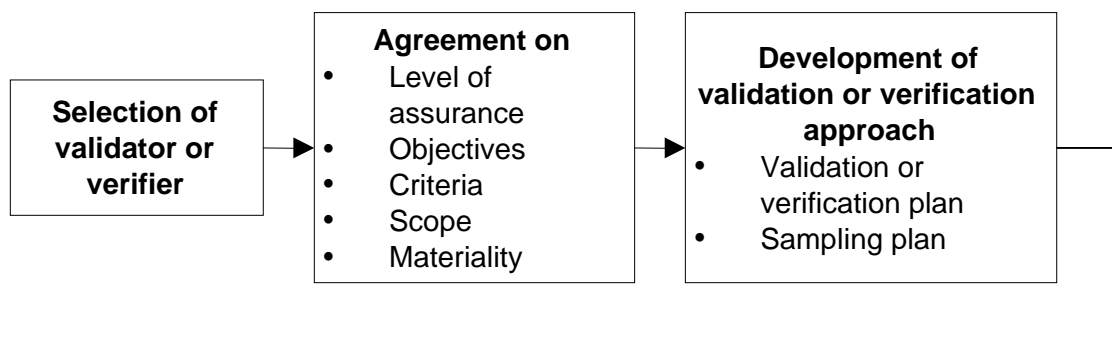 Selection of
validator or
verifier
Agreement on
• Level of
assurance
• Objectives
• Criteria
• Scope
• Materiality
Development of
validation or verification
approach
• Validation or
verification plan
• Sampling plan